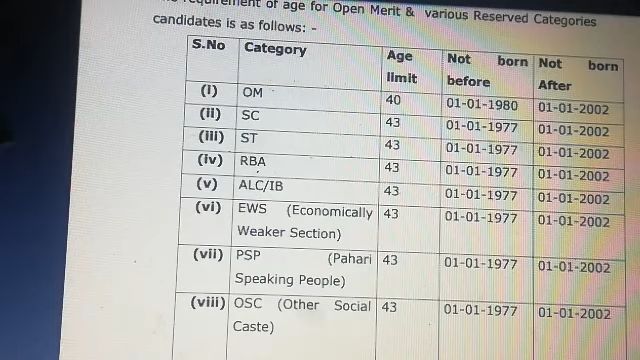 requirement of age for Open Merit & various Reserved Categories
candidates is as follows: -
S.No Category Age limit Not born before Not born After
(i) OM 40 01-01-1980 01-01-2002
(ii) SC 43 01-01-1977 01-01-2002
(iii) ST 43 01-01-1977 01-01-2002
(iv) RBA 43 01-01-1977 01-01-2002
(v) ALC/IB 43 01-01-1977 01-01-2002
(vi) EWS (Economically 43 01-01-1977 01-01-2002
Weaker Section)
(vii) PSP (Pahari 43 01-01-1977 01-01-2002
Speaking People)
(viii) OSC (Other Social 43 01-01-1977 01-01-2002
Caste)